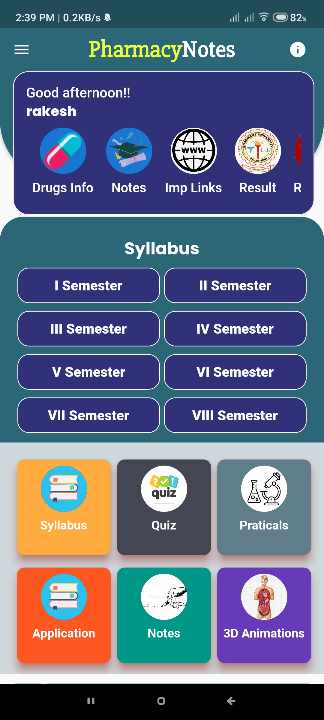 2:39 PM | 0.2KB/s
82%
PharmacyNotes
Good afternoon!!
rakesh
www
Drugs Info Notes Imp Links Result R
Syllabus
I Semester II Semester
III Semester IV Semester
V Semester VI Semester
VII Semester VIII Semester
quiz
Syllabus Quiz Praticals
Application Notes 3D Animations